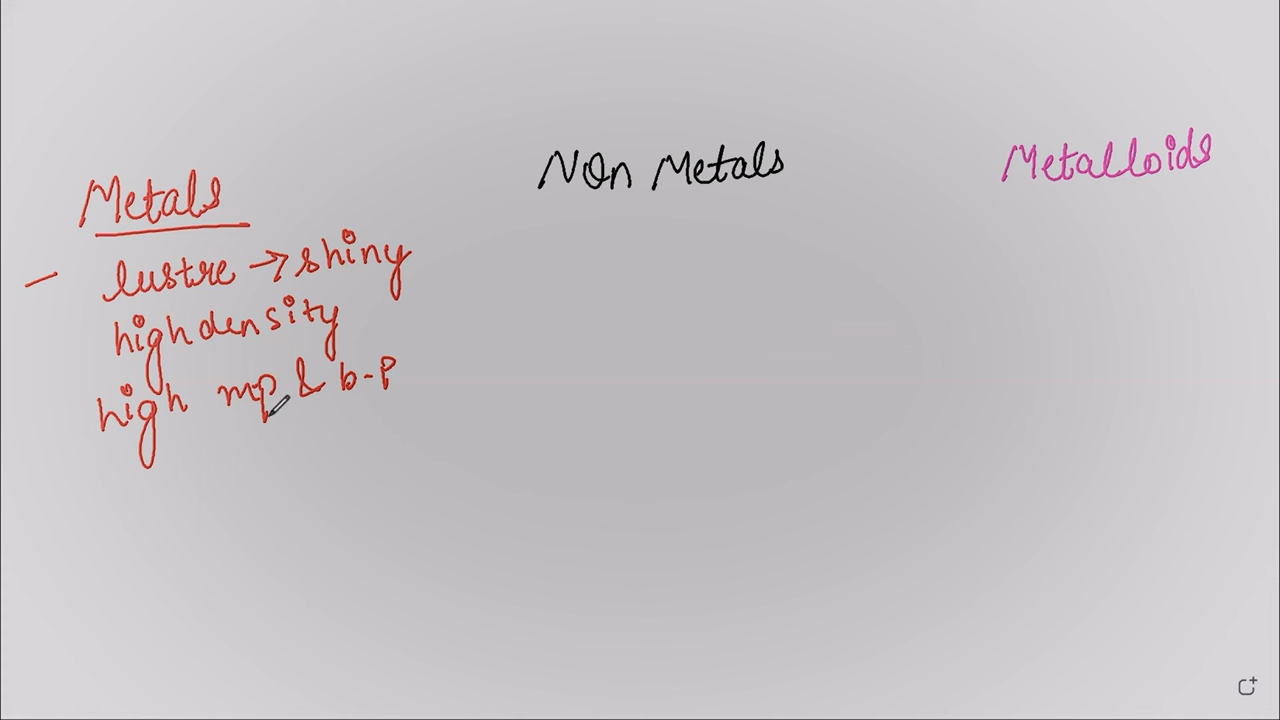 Metals
Non Metals
Metalloids
- lustre → shiny
high density
high mp & b-p